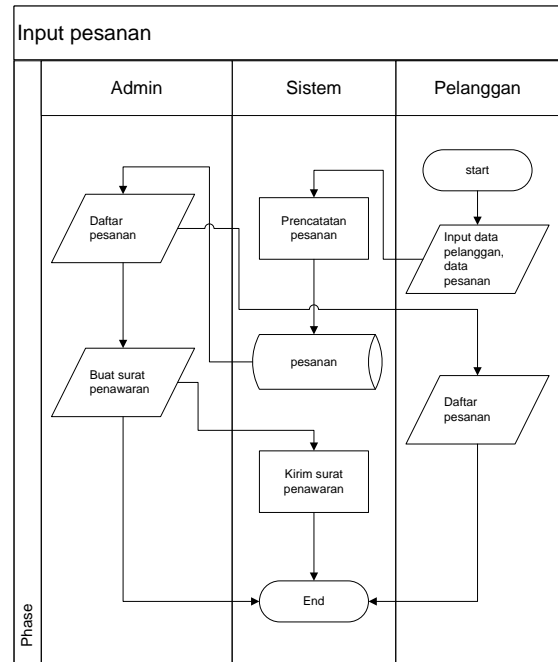 Input pesanan
Admin
Sistem
Pelanggan
start
Daftar
pesanan
Prencatatan
pesanan
Input data
pelanggan,
data
pesanan
Buat surat
penawaran
pesanan
Daftar
pesanan
Kirim surat
penawaran
End
Phase